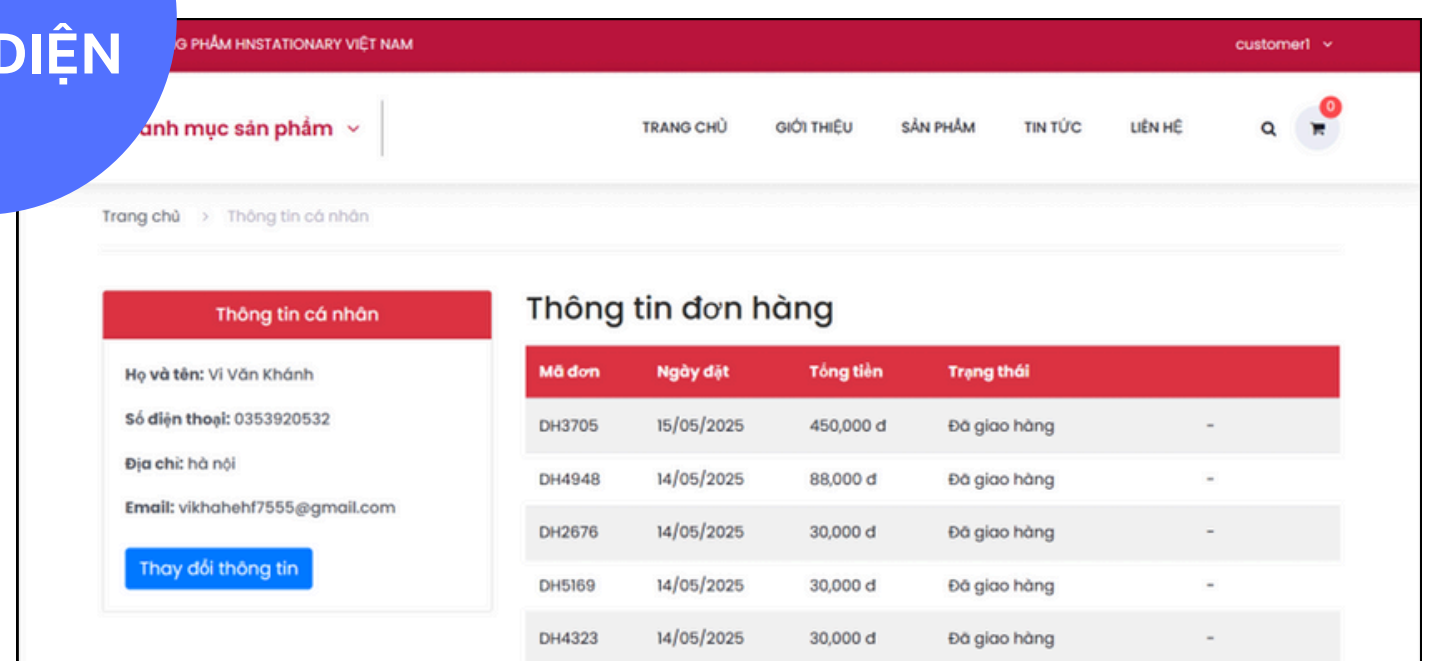 DIỆN
G PHẨM HNSTATIONARY VIỆT NAM
customer1
anh mục sản phẩm
TRANG CHỦ GIỚI THIỆU SẢN PHẨM TIN TỨC LIÊN HỆ 0
Trang chủ > Thông tin cá nhân
Thông tin cá nhân
Họ và tên: Vi Văn Khánh
Số điện thoại: 0353920532
Địa chỉ: hà nội
Email: vikhahehf7555@gmail.com
Thay đổi thông tin
Thông tin đơn hàng
Mã đơn Ngày đặt Tổng tiền Trạng thái
DH3705 15/05/2025 450,000 đ Đã giao hàng -
DH4948 14/05/2025 88,000 đ Đã giao hàng -
DH2676 14/05/2025 30,000 đ Đã giao hàng -
DH5169 14/05/2025 30,000 đ Đã giao hàng -
DH4323 14/05/2025 30,000 đ Đã giao hàng -